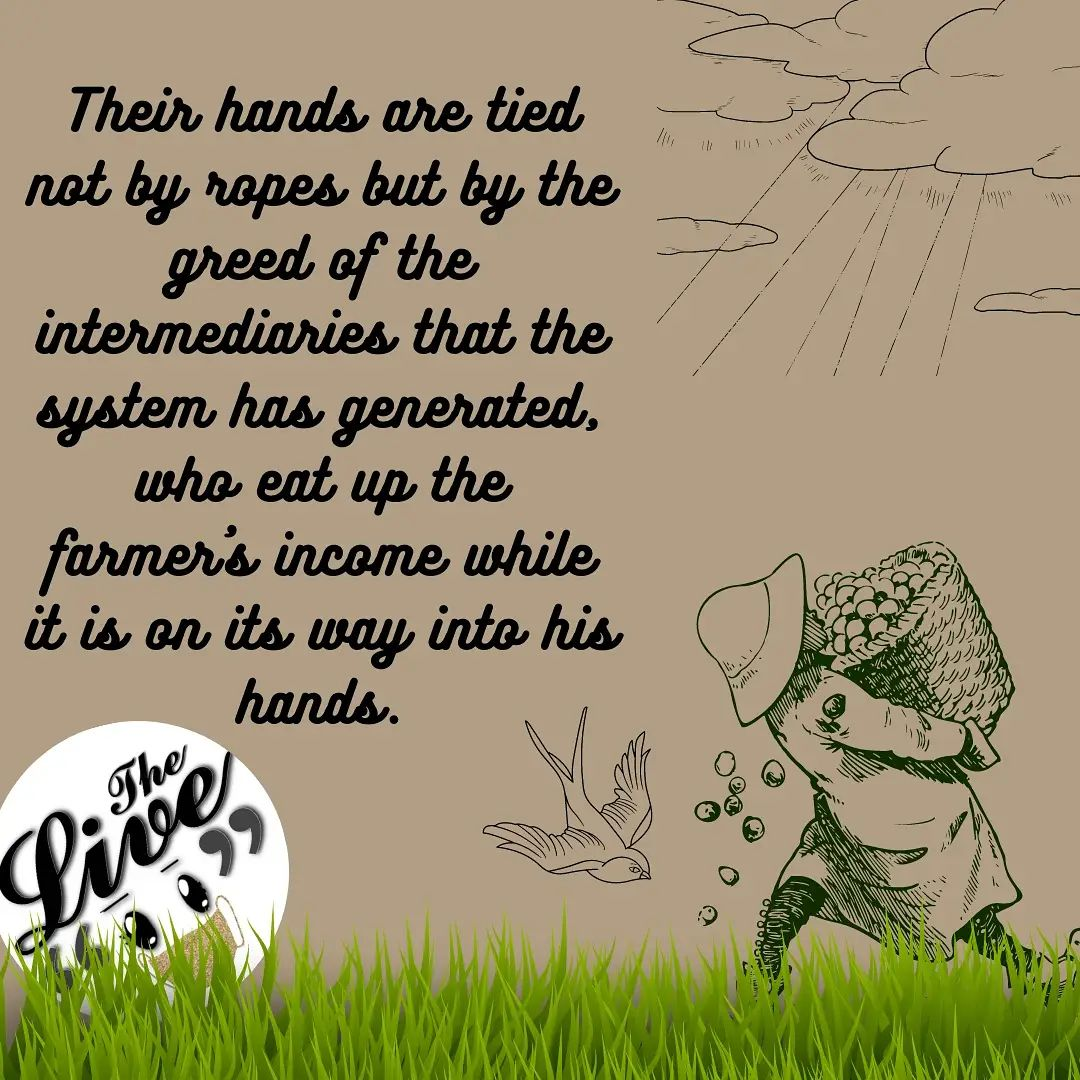 Their hands are tied
not by ropes but by the
greed of the
intermediaries that the
system has generated,
who eat up the
farmer's income while
it is on its way into his
hands.
The
Live